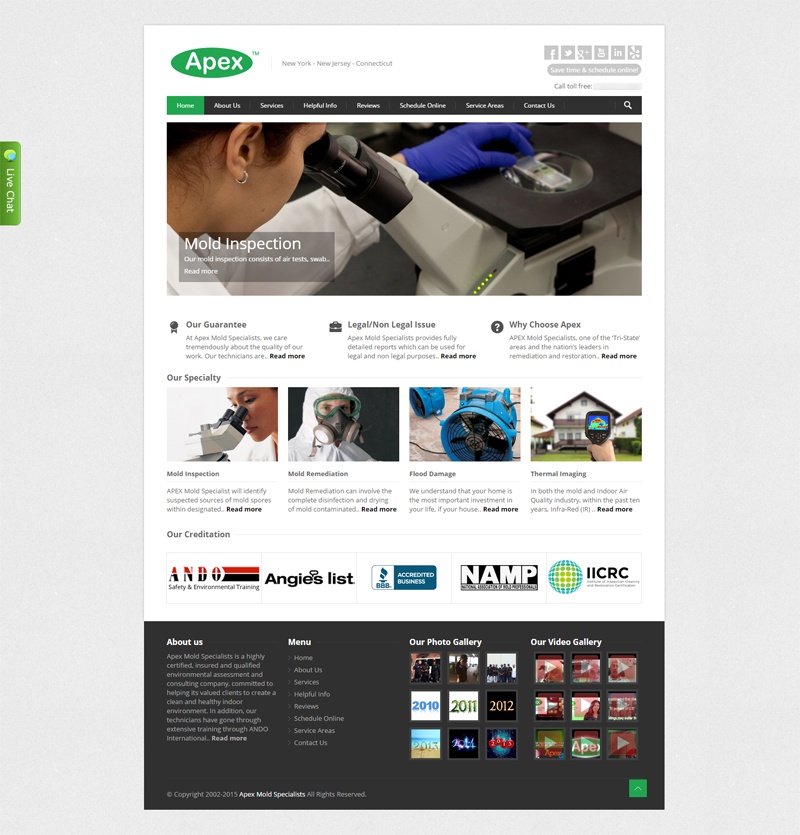 Apex TM
New York - New Jersey - Connecticut
Save time & schedule online!
Call toll free:
Home About Us Services Helpful Info Reviews Schedule Online Service Areas Contact Us
Live Chat
Mold Inspection
Our mold inspection consists of air tests, swab..
Read more
Our Guarantee
At Apex Mold Specialists, we care
tremendously about the quality of our
work. Our technicians are.. Read more
Legal/Non Legal Issue
Apex Mold Specialists provides fully
detailed reports which can be used for
legal and non legal purposes.. Read more
Why Choose Apex
APEX Mold Specialists, one of the 'Tri-State'
areas and the nation's leaders in
remediation and restoration.. Read more
Our Specialty
Mold Inspection
APEX Mold Specialist will identify
suspected sources of mold spores
within designated.. Read more
Mold Remediation
Mold Remediation can involve the
complete disinfection and drying
of mold contaminated.. Read more
Flood Damage
We understand that your home is
the most important investment in
your life, if your house.. Read more
Thermal Imaging
In both the mold and Indoor Air
Quality industry, within the past ten
years, Infra-Red (IR) .. Read more
Our Creditation
ANDO
Safety & Environmental Training
Angie's list.
BBB. ACCREDITED
BUSINESS
NAMP
NATIONAL ASSOCIATION OF MOLD PROFESSIONALS
IICRC
Institute of Inspection Cleaning
and Restoration Certification
About us
Apex Mold Specialists is a highly
certified, insured and qualified
environmental assessment and
consulting company, committed to
helping its valued clients to create a
clean and healthy indoor
environment. In addition, our
technicians have gone through
extensive training through ANDO
International.. Read more
Menu
Home
About Us
Services
Helpful Info
Reviews
Schedule Online
Service Areas
Contact Us
Our Photo Gallery
2010 2011 2012
2013
2015
Our Video Gallery
Apex Apex
© Copyright 2002-2015 Apex Mold Specialists All Rights Reserved.